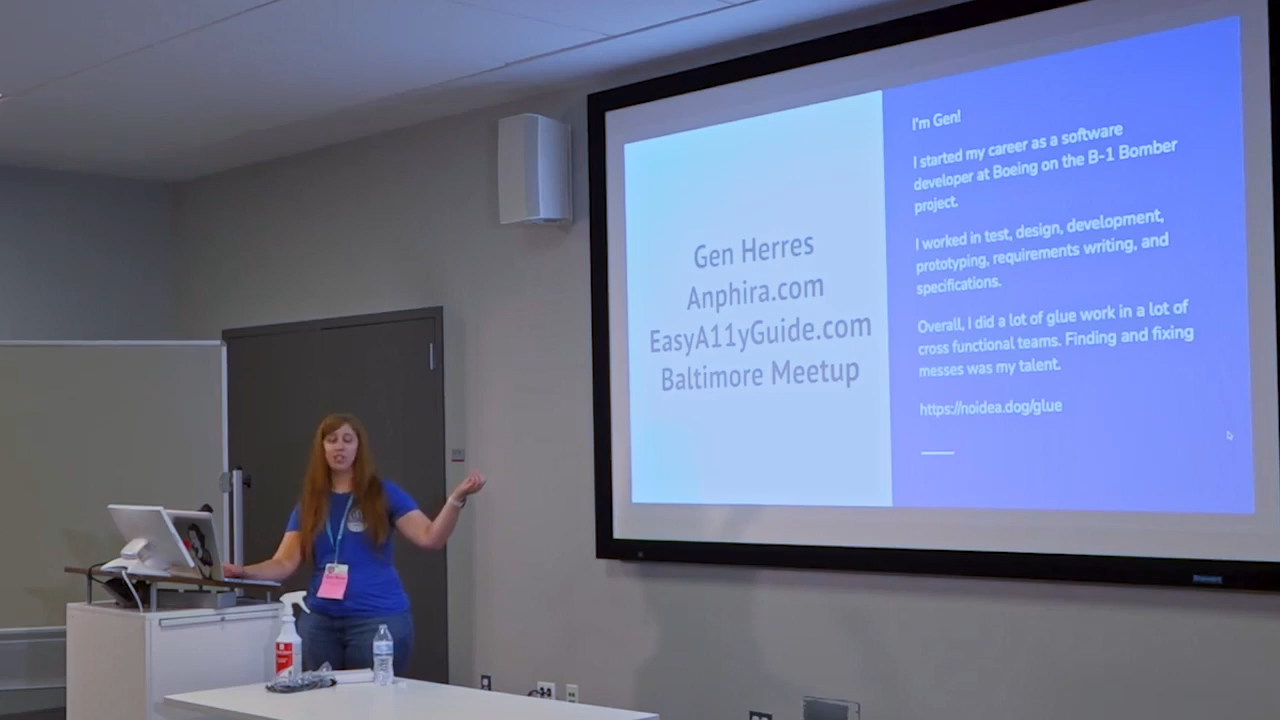 Gen Herres
Anphira.com
EasyA11yGuide.com
Baltimore Meetup
I'm Gen!
I started my career as a software
developer at Boeing on the B-1 Bomber
project.
I worked in test, design, development,
prototyping, requirements writing, and
specifications.
Overall, I did a lot of glue work in a lot of
cross functional teams. Finding and fixing
messes was my talent.
https://noidea.dog/glue